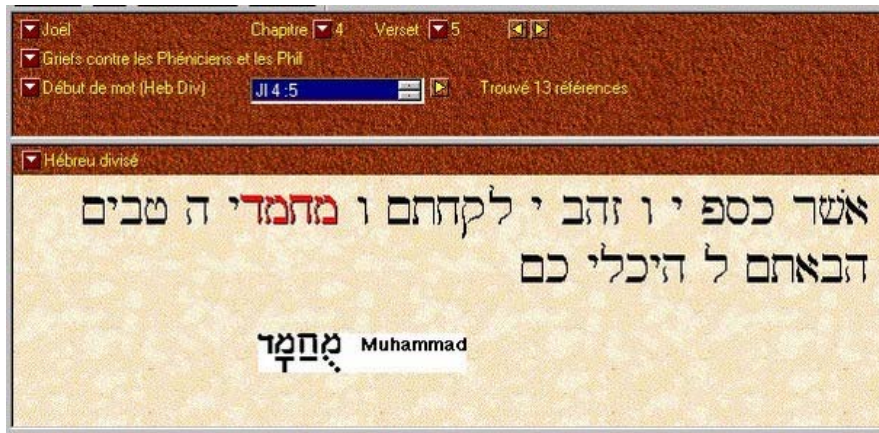 Joël Chapitre 4 Verset 5
Griefs contre les Phéniciens et les Phil
Début de mot (Heb Div) Jl 4 :5 Trouvé 13 références
Hébreu divisé
אשר כספ י ו זהב י לקחתם ו מחמדי ה טבים
הבאתם ל היכלי כם
מֻחַמָד Muhammad